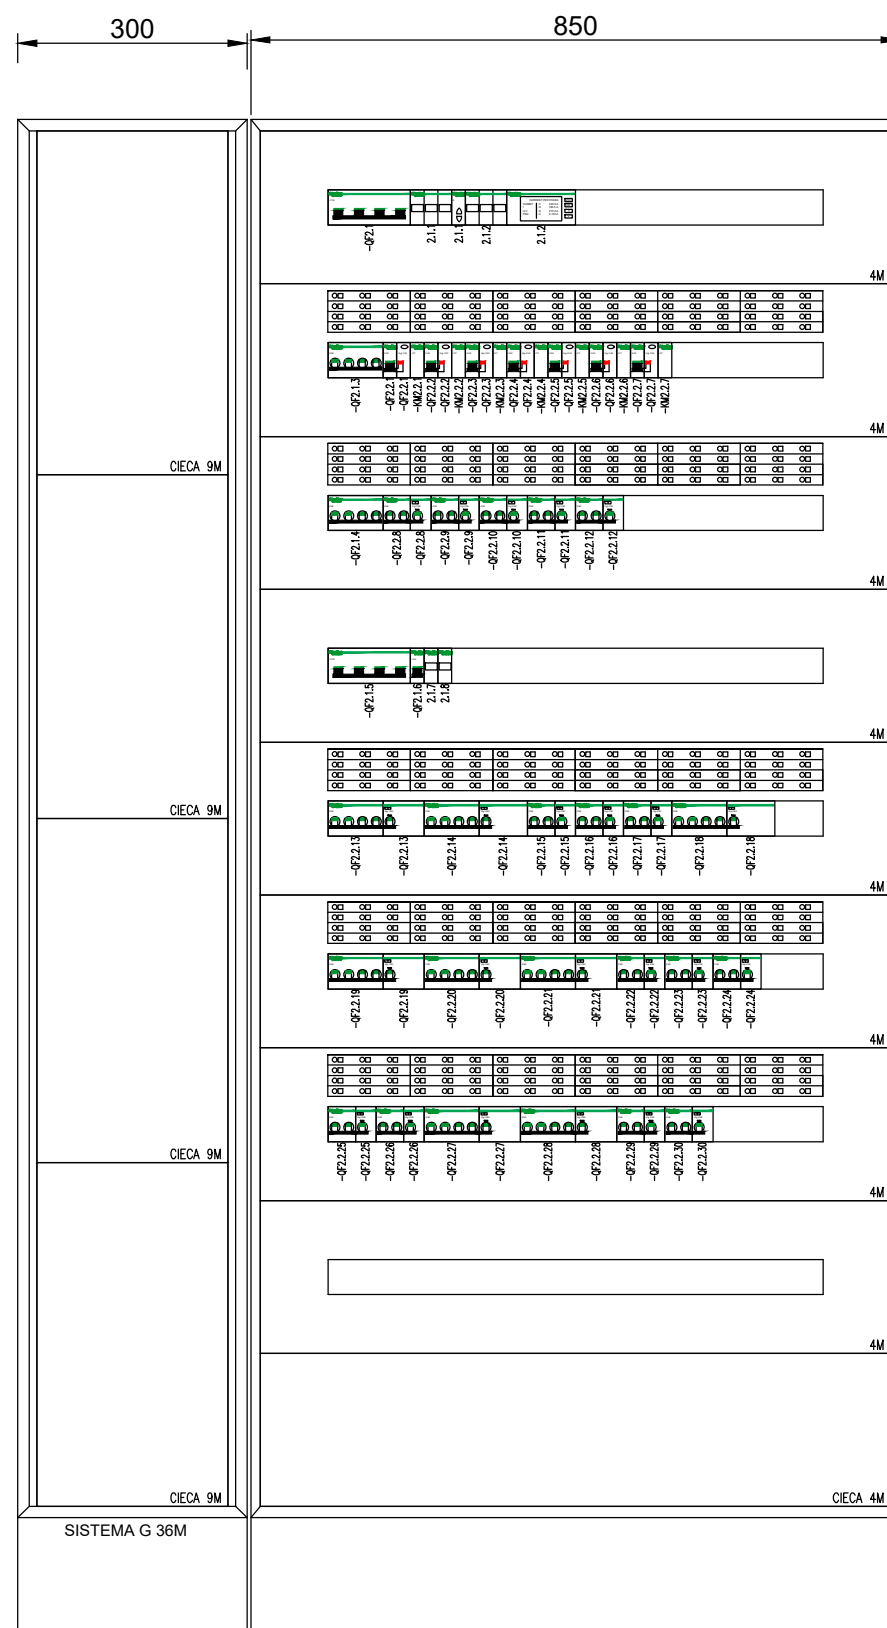 300
850
-QF2.1
2.1.1
2.1.1
2.1.2
2.1.2
4M
-QF2.1.3
-QF2.2.1
-QF2.2.1
-KM2.2.1
-QF2.2.2
-QF2.2.2
-KM2.2.2
-QF2.2.3
-QF2.2.3
-KM2.2.3
-QF2.2.4
-QF2.2.4
-KM2.2.4
-QF2.2.5
-QF2.2.5
-KM2.2.5
-QF2.2.6
-QF2.2.6
-KM2.2.6
-QF2.2.7
-QF2.2.7
-KM2.2.7
4M
CIECA 9M
-QF2.1.4
-QF2.2.8
-QF2.2.8
-QF2.2.9
-QF2.2.9
-QF2.2.10
-QF2.2.10
-QF2.2.11
-QF2.2.11
-QF2.2.12
-QF2.2.12
4M
-QF2.1.5
-QF2.1.6
2.1.7
2.1.8
4M
CIECA 9M
-QF2.2.13
-QF2.2.13
-QF2.2.14
-QF2.2.14
-QF2.2.15
-QF2.2.15
-QF2.2.16
-QF2.2.16
-QF2.2.17
-QF2.2.17
-QF2.2.18
-QF2.2.18
4M
-QF2.2.19
-QF2.2.19
-QF2.2.20
-QF2.2.20
-QF2.2.21
-QF2.2.21
-QF2.2.22
-QF2.2.22
-QF2.2.23
-QF2.2.23
-QF2.2.24
-QF2.2.24
4M
CIECA 9M
-QF2.2.25
-QF2.2.25
-QF2.2.26
-QF2.2.26
-QF2.2.27
-QF2.2.27
-QF2.2.28
-QF2.2.28
-QF2.2.29
-QF2.2.29
-QF2.2.30
-QF2.2.30
4M
4M
CIECA 9M
CIECA 4M
SISTEMA G 36M